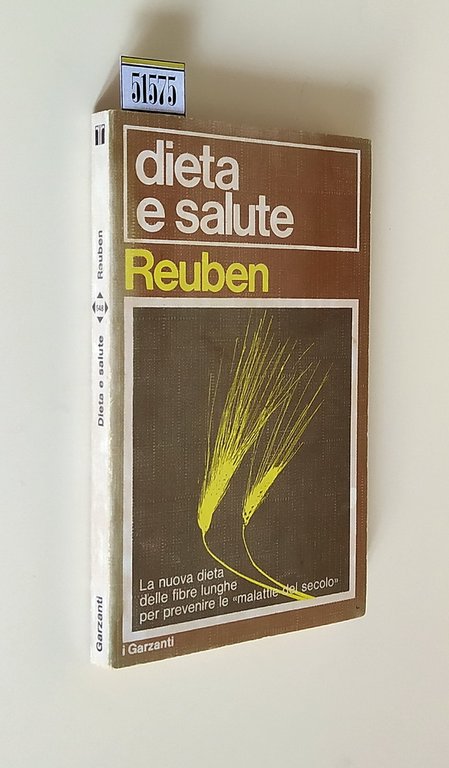 51575
dieta
e salute
Reuben
La nuova dieta
delle fibre lunghe
per prevenire le «malattie del secolo»
i Garzanti
Reuben
Dieta e salute
Garzanti